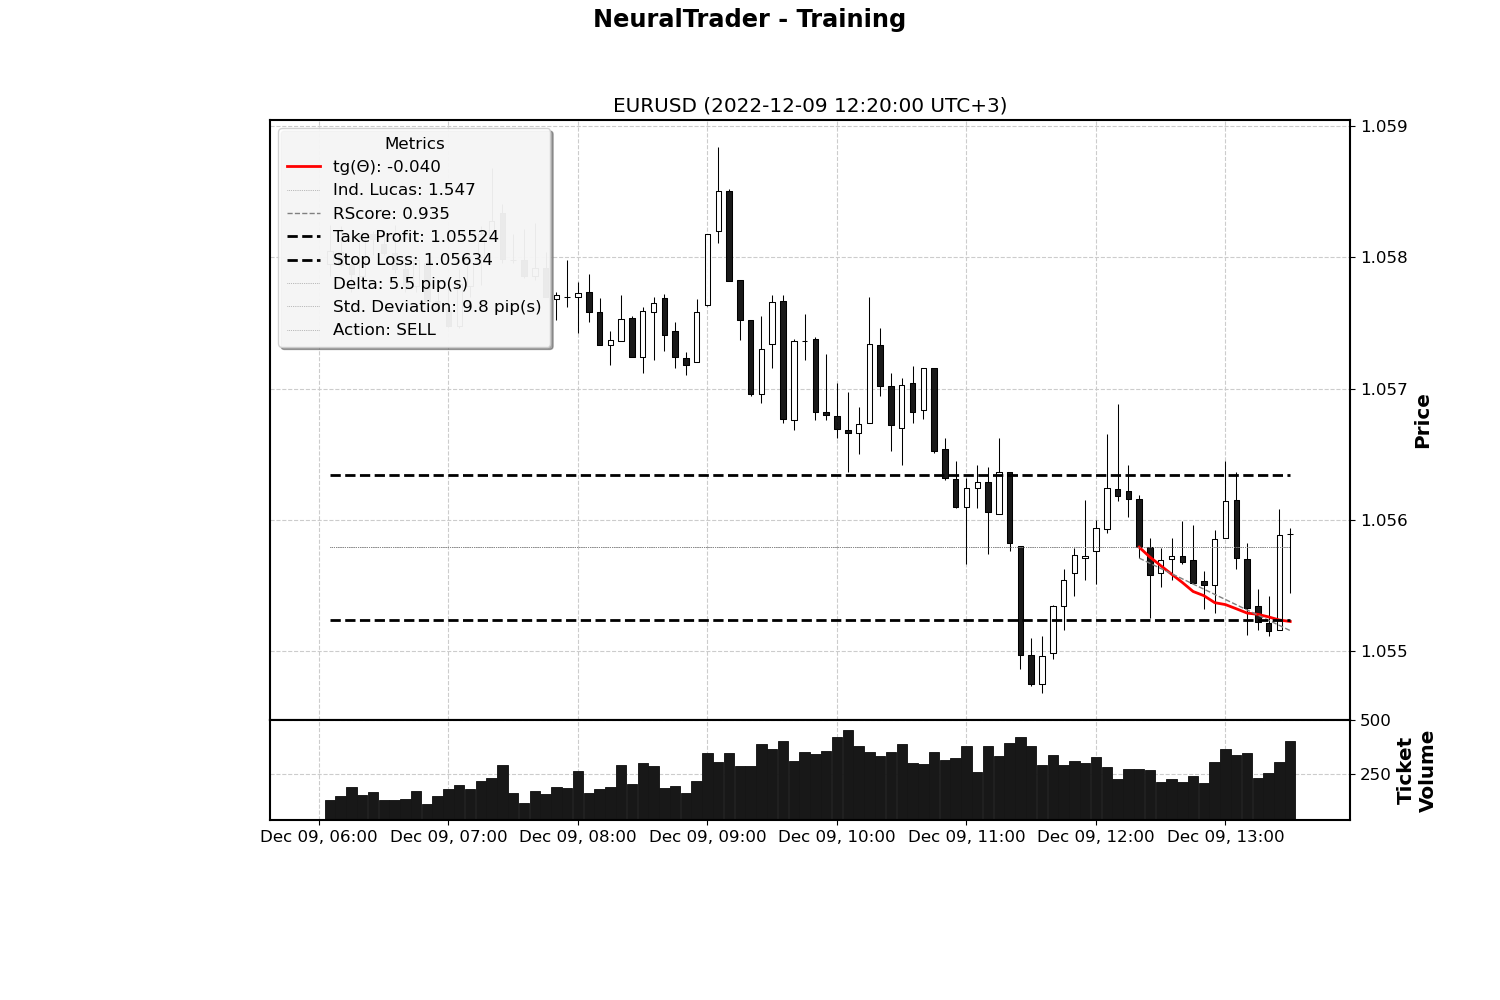 NeuralTrader - Training
EURUSD (2022-12-09 12:20:00 UTC+3)
Metrics
tg(Θ): -0.040
Ind. Lucas: 1.547
RScore: 0.935
Take Profit: 1.05524
Stop Loss: 1.05634
Delta: 5.5 pip(s)
Std. Deviation: 9.8 pip(s)
Action: SELL
1.059
1.058
1.057
1.056
1.055
Price
500
250
Ticket
Volume
Dec 09, 06:00 Dec 09, 07:00 Dec 09, 08:00 Dec 09, 09:00 Dec 09, 10:00 Dec 09, 11:00 Dec 09, 12:00 Dec 09, 13:00